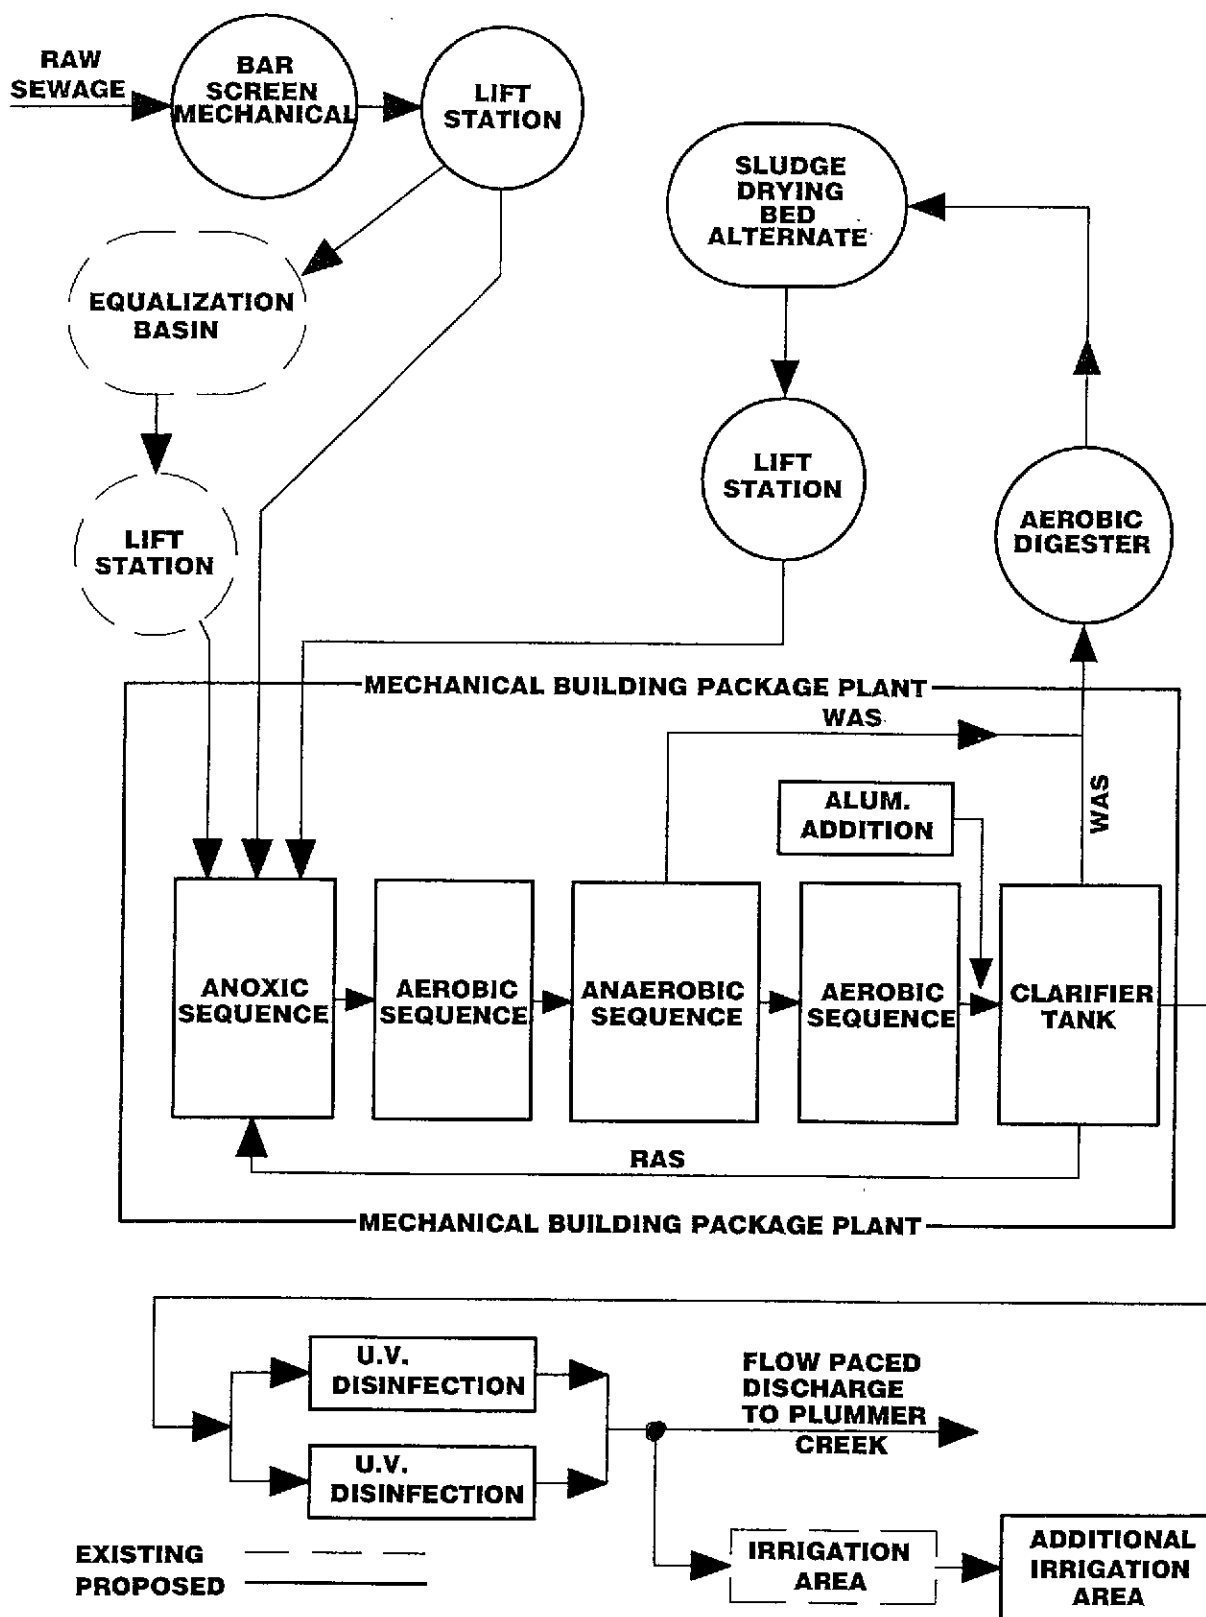 RAW
SEWAGE
BAR
SCREEN
MECHANICAL
LIFT
STATION
SLUDGE
DRYING
BED
ALTERNATE
EQUALIZATION
BASIN
LIFT
STATION
LIFT
STATION
AEROBIC
DIGESTER
MECHANICAL BUILDING PACKAGE PLANT
WAS
ALUM.
ADDITION
WAS
ANOXIC
SEQUENCE
AEROBIC
SEQUENCE
ANAEROBIC
SEQUENCE
AEROBIC
SEQUENCE
CLARIFIER
TANK
RAS
MECHANICAL BUILDING PACKAGE PLANT
U.V.
DISINFECTION
FLOW PACED
DISCHARGE
TO PLUMMER
CREEK
U.V.
DISINFECTION
IRRIGATION
AREA
ADDITIONAL
IRRIGATION
AREA
EXISTING
PROPOSED